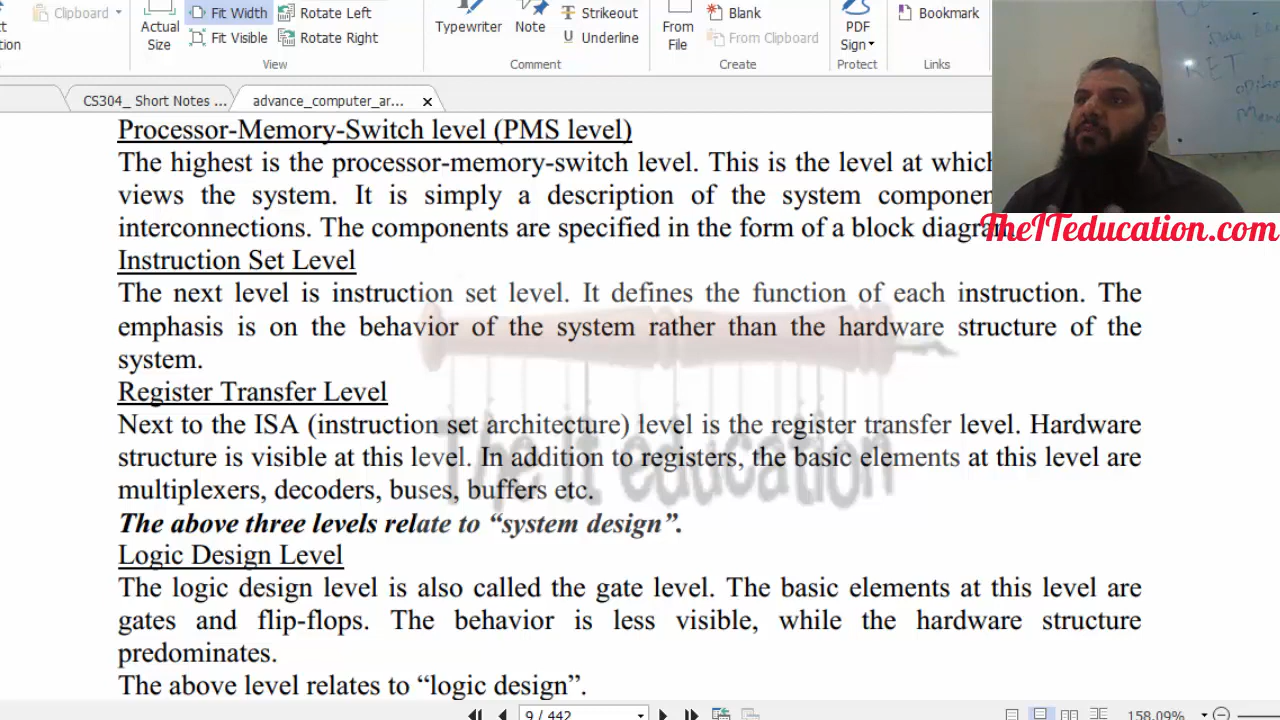 Clipboard
ction
Actual
Size
Fit Width
Fit Visible
Rotate Left
Rotate Right
View
Typewriter
Note
Strikeout
Underline
Comment
From
File
Blank
From Clipboard
Create
PDF
Sign
Protect
Bookmark
Links
RET
CS304_ Short Notes ...
advance_computer_ar...
Processor-Memory-Switch level (PMS level)
The highest is the processor-memory-switch level. This is the level at which
views the system. It is simply a description of the system componen
interconnections. The components are specified in the form of a block diagram.
TheITeducation.com
Instruction Set Level
The next level is instruction set level. It defines the function of each instruction. The
emphasis is on the behavior of the system rather than the hardware structure of the
system.
Register Transfer Level
Next to the ISA (instruction set architecture) level is the register transfer level. Hardware
structure is visible at this level. In addition to registers, the basic elements at this level are
multiplexers, decoders, buses, buffers etc.
The It education
The above three levels relate to “system design”.
Logic Design Level
The logic design level is also called the gate level. The basic elements at this level are
gates and flip-flops. The behavior is less visible, while the hardware structure
predominates.
The above level relates to “logic design”.
9 / 442
158.09%